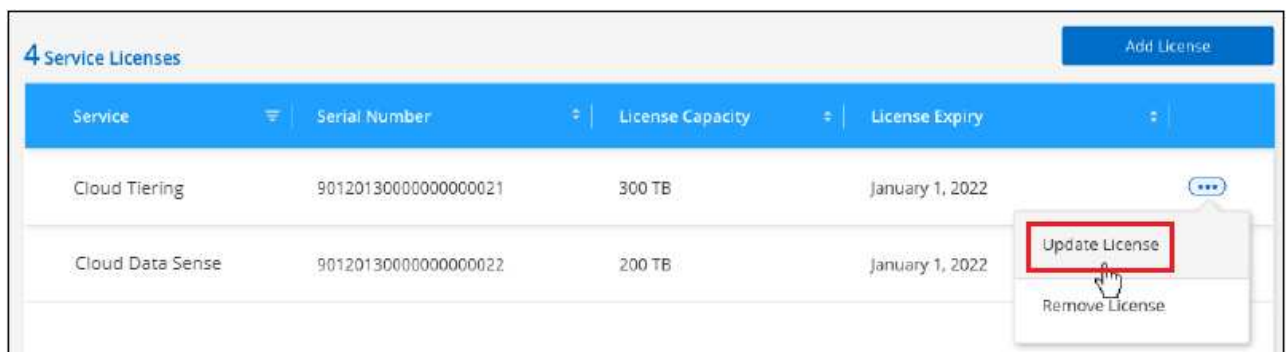 4 Service Licenses
Add License
Service Serial Number License Capacity License Expiry
Cloud Tiering 90120130000000000021 300 TB January 1, 2022
Update License
Cloud Data Sense 90120130000000000022 200 TB January 1, 2022
Remove License